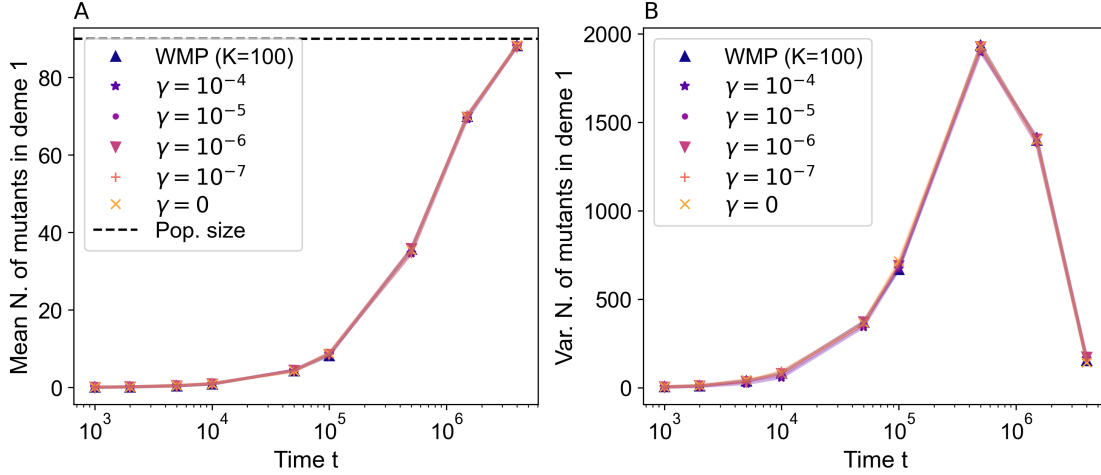 A
Mean N. of mutants in deme 1
80
60
40
20
0
WMP (K=100)
γ = 10⁻⁴
γ = 10⁻⁵
γ = 10⁻⁶
γ = 10⁻⁷
γ = 0
Pop. size
10³ 10⁴ 10⁵ 10⁶
Time t
B
Var. N. of mutants in deme 1
2000
1500
1000
500
0
WMP (K=100)
γ = 10⁻⁴
γ = 10⁻⁵
γ = 10⁻⁶
γ = 10⁻⁷
γ = 0
10³ 10⁴ 10⁵ 10⁶
Time t